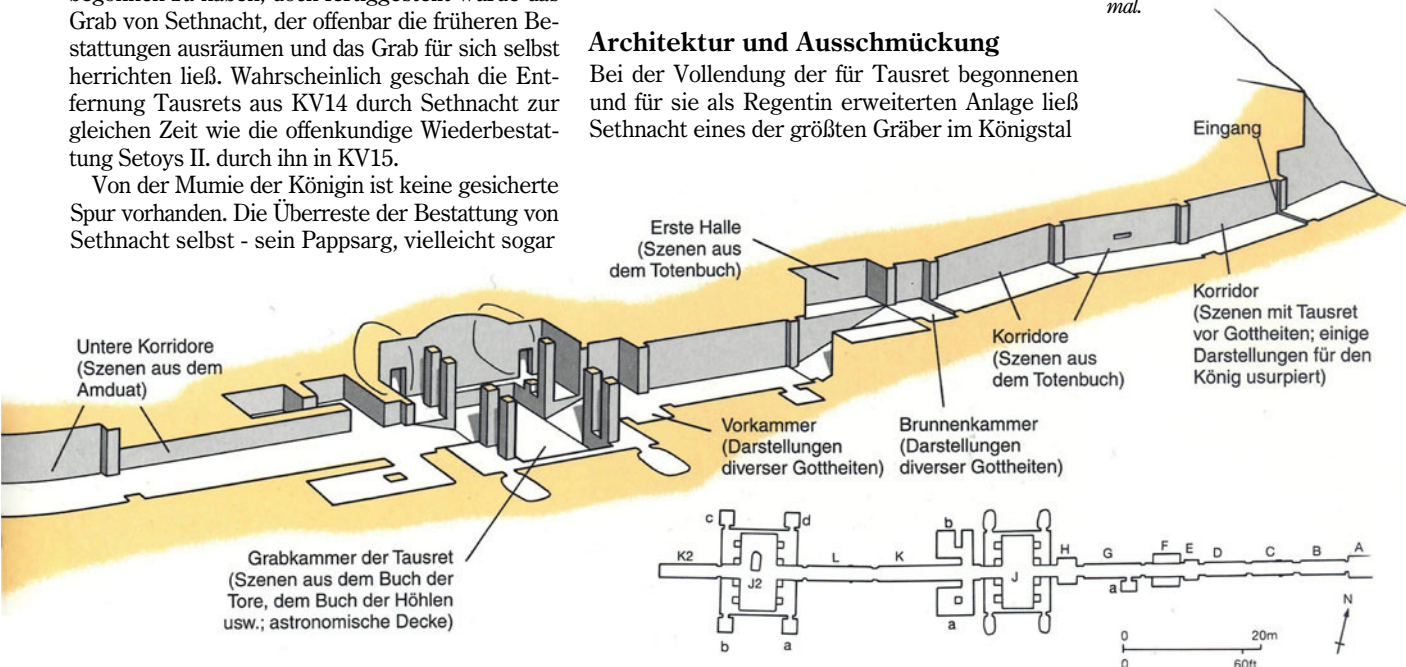 Grab von Sethnacht, der offenbar die früheren Be-
stattungen ausräumen und das Grab für sich selbst
herrichten ließ. Wahrscheinlich geschah die Ent-
fernung Tausrets aus KV14 durch Sethnacht zur
gleichen Zeit wie die offenkundige Wiederbestat-
tung Setoys II. durch ihn in KV15.
Von der Mumie der Königin ist keine gesicherte
Spur vorhanden. Die Überreste der Bestattung von
Sethnacht selbst - sein Pappsarg, vielleicht sogar
mal.
Architektur und Ausschmückung
Bei der Vollendung der für Tausret begonnenen
und für sie als Regentin erweiterten Anlage ließ
Sethnacht eines der größten Gräber im Königstal
Eingang
Erste Halle
(Szenen aus
dem Totenbuch)
Korridor
(Szenen mit Tausret
vor Gottheiten; einige
Darstellungen für den
König usurpiert)
Korridore
(Szenen aus
dem Totenbuch)
Untere Korridore
(Szenen aus dem
Amduat)
Vorkammer
(Darstellungen
diverser Gottheiten)
Brunnenkammer
(Darstellungen
diverser Gottheiten)
Grabkammer der Tausret
(Szenen aus dem Buch der
Tore, dem Buch der Höhlen
usw.; astronomische Decke)
c d b
K2 J2 L K J H G F E D C B A
a
b a a
N
0 20m
0 60ft